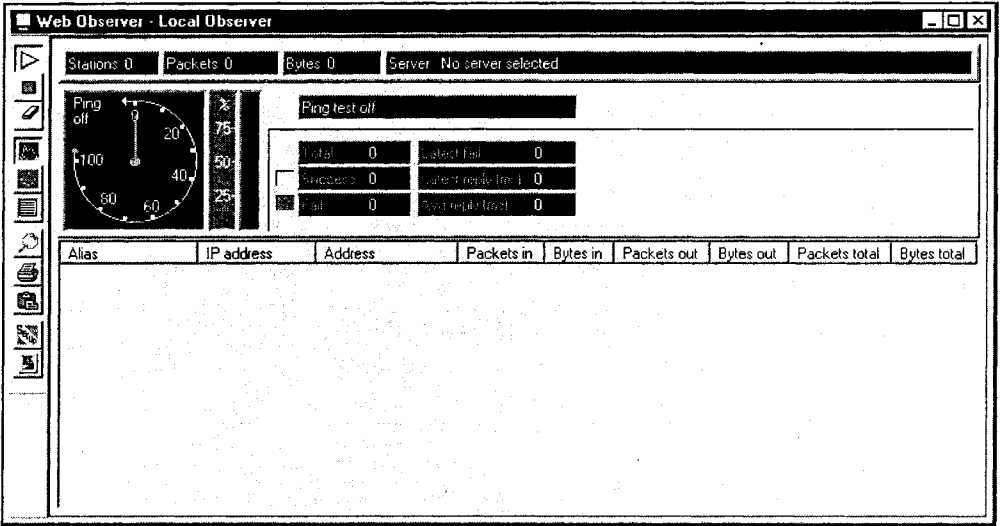 Web Observer - Local Observer
Stations 0 Packets 0 Bytes 0 Server No server selected
Ping off
0
20
40
60
80
100
%
75
50
25
Ping test off
Total 0 Latest fail 0
Success 0 Latest reply (ms) 0
Fail 0 Avg reply (ms) 0
Alias IP address Address Packets in Bytes in Packets out Bytes out Packets total Bytes total